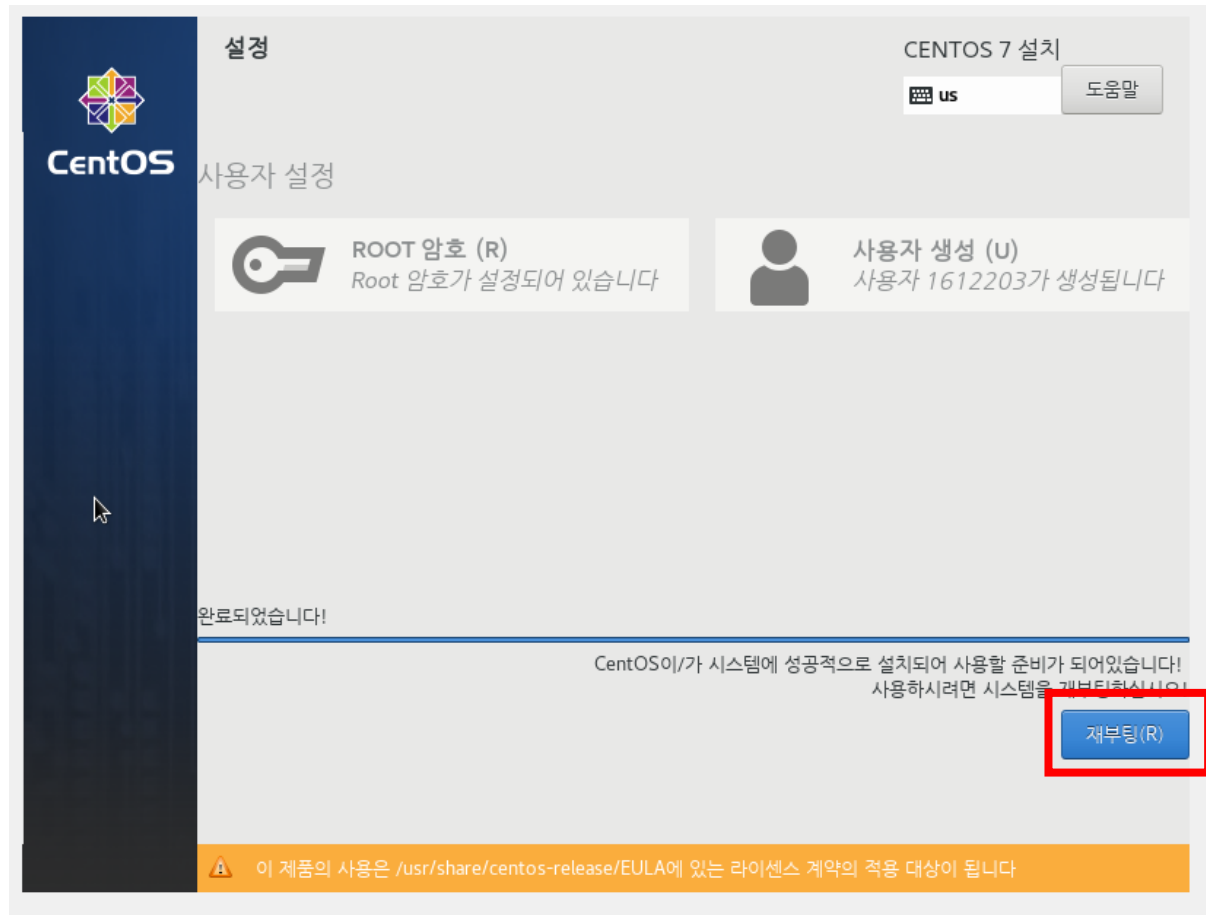 설정
CENTOS 7 설치
us
도움말
CentOS
사용자 설정
ROOT 암호 (R)
Root 암호가 설정되어 있습니다
사용자 생성 (U)
사용자 1612203가 생성됩니다
완료되었습니다!
CentOS이/가 시스템에 성공적으로 설치되어 사용할 준비가 되어있습니다!
사용하시려면 시스템을 재부팅하십시오!
재부팅(R)
이 제품의 사용은 /usr/share/centos-release/EULA에 있는 라이센스 계약의 적용 대상이 됩니다